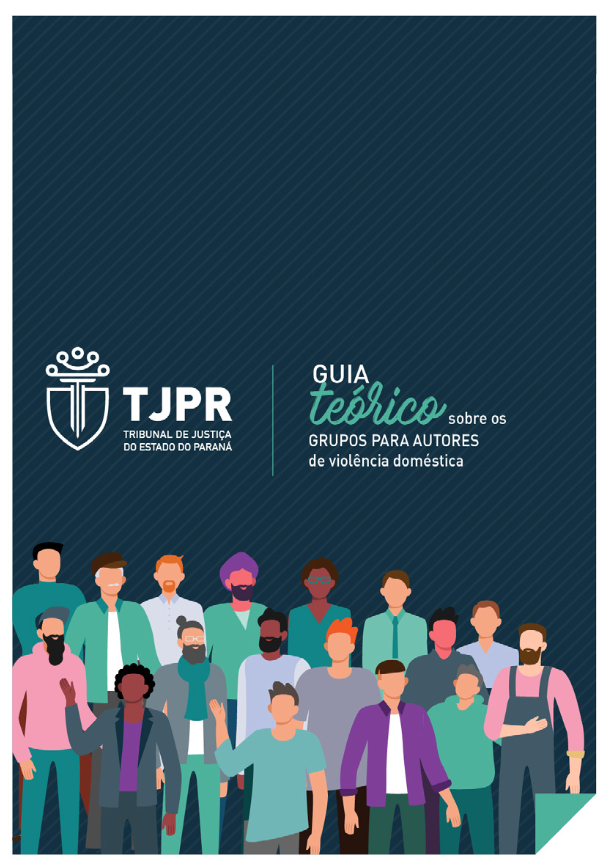 TJPR
TRIBUNAL DE JUSTIÇA
DO ESTADO DO PARANÁ
GUIA
teórico sobre os
GRUPOS PARA AUTORES
de violência doméstica